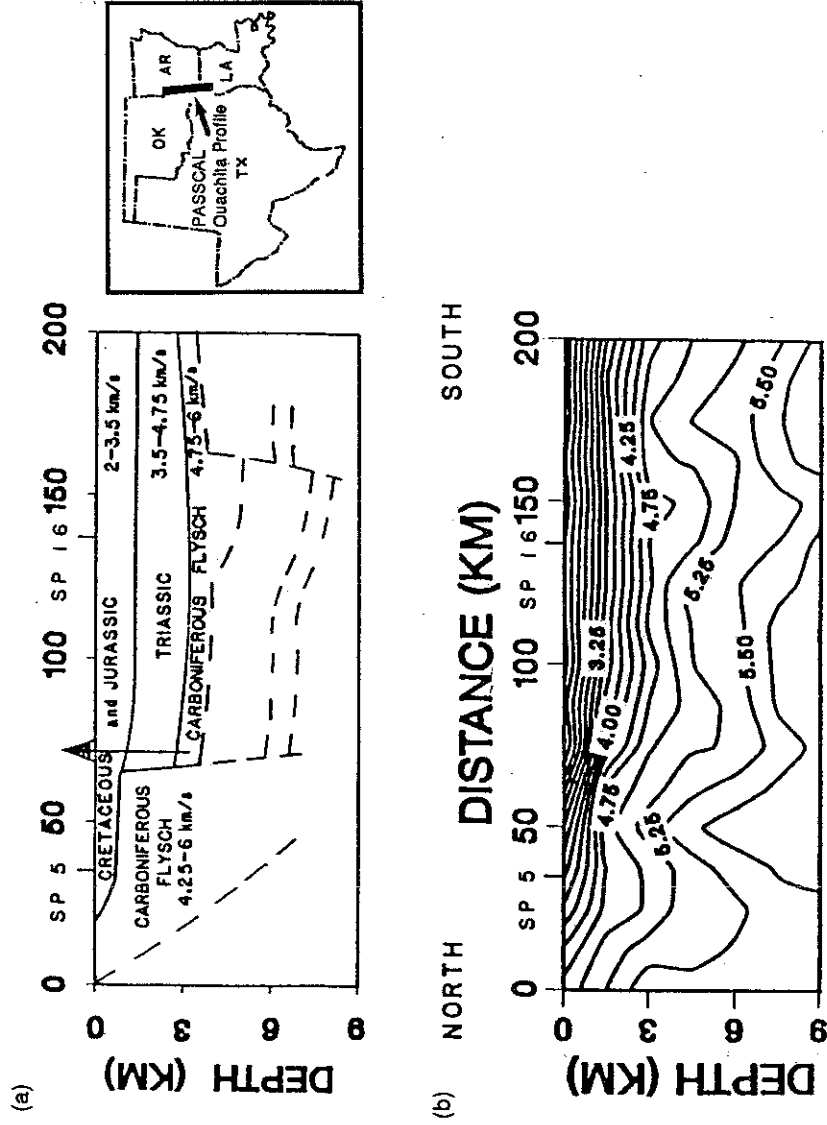 (a)
0 50 100 150 200
SP 5 SP 16
DEPTH (KM)
0
3
6
9
CRETACEOUS and JURASSIC 2-3.5 km/s
TRIASSIC 3.5-4.75 km/s
CARBONIFEROUS FLYSCH 4.75-6 km/s
CARBONIFEROUS
FLYSCH
4.25-6 km/s
OK
AR
LA
PASSCAL
Ouachita Profile
TX
(b)
NORTH SOUTH
DISTANCE (KM)
0 50 100 150 200
SP 5 SP 16
DEPTH (KM)
0
3
6
9
4.75
5.25
4.00
3.25
5.50
5.25
4.75
4.25
5.50